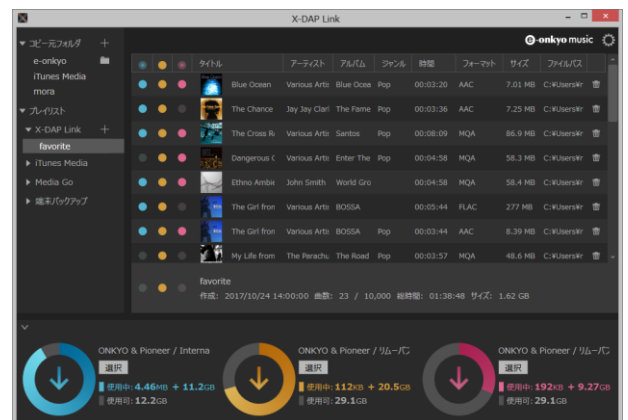 X-DAP Link
e-onkyo music
コピー元フォルダ
e-onkyo
iTunes Media
mora
プレイリスト
X-DAP Link
favorite
iTunes Media
Media Go
端末バックアップ
タイトル アーティスト アルバム ジャンル 時間 フォーマット サイズ ファイルパス
Blue Ocean Various Artis Blue Ocea Pop 00:03:20 AAC 7.01 MB C:¥Users¥r
The Chance Jay Jay Clarl The Fame Pop 00:03:36 AAC 7.25 MB C:¥Users¥r
The Cross R Various Artis Santos Pop 00:08:09 MQA 86.9 MB C:¥Users¥r
Dangerous C Various Artis Enter The Pop 00:04:58 MQA 58.3 MB C:¥Users¥r
Ethno Ambie John Smith World Gro 00:04:58 MQA 58.4 MB C:¥Users¥r
The Girl fron Various Artis BOSSA 00:05:44 FLAC 277 MB C:¥Users¥r
The Girl fron Various Artis BOSSA Pop 00:03:44 AAC 8.39 MB C:¥Users¥r
My Life from The Parachu The Road Pop 00:03:57 MQA 48.6 MB C:¥Users¥r
favorite
作成: 2017/10/24 14:00:00 曲数: 23 / 10,000 総時間: 01:38:48 サイズ: 1.62 GB
ONKYO & Pioneer / Interna
選択
使用中: 4.46MB + 11.2GB
使用可: 12.2GB
ONKYO & Pioneer / リムーバ
選択
使用中: 112KB + 20.5GB
使用可: 29.1GB
ONKYO & Pioneer / リムーバ
選択
使用中: 192KB + 9.27GB
使用可: 29.1GB